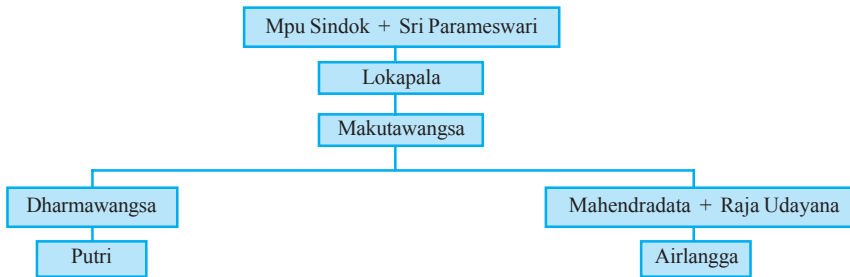 Mpu Sindok + Sri Parameswari
Lokapala
Makutawangsa
Dharmawangsa
Mahendradata + Raja Udayana
Putri
Airlangga